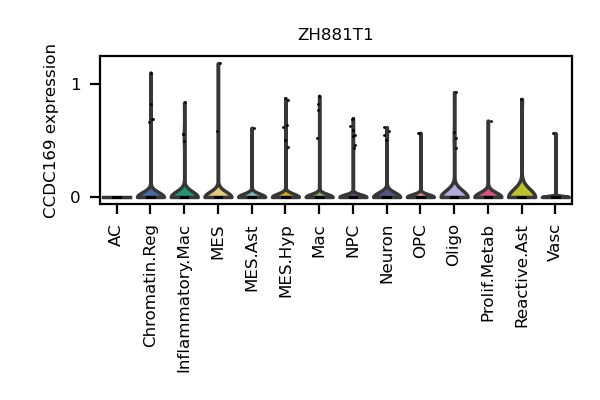 ZH881T1
CCDC169 expression
1
0
AC
Chromatin.Reg
Inflammatory.Mac
MES
MES.Ast
MES.Hyp
Mac
NPC
Neuron
OPC
Oligo
Prolif.Metab
Reactive.Ast
Vasc